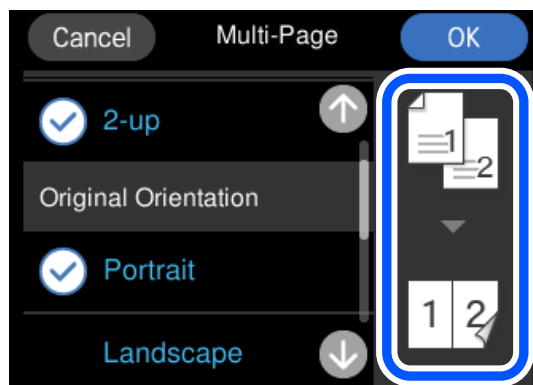 Cancel Multi-Page OK
2-up
Original Orientation
Portrait
Landscape
1
2
1 2